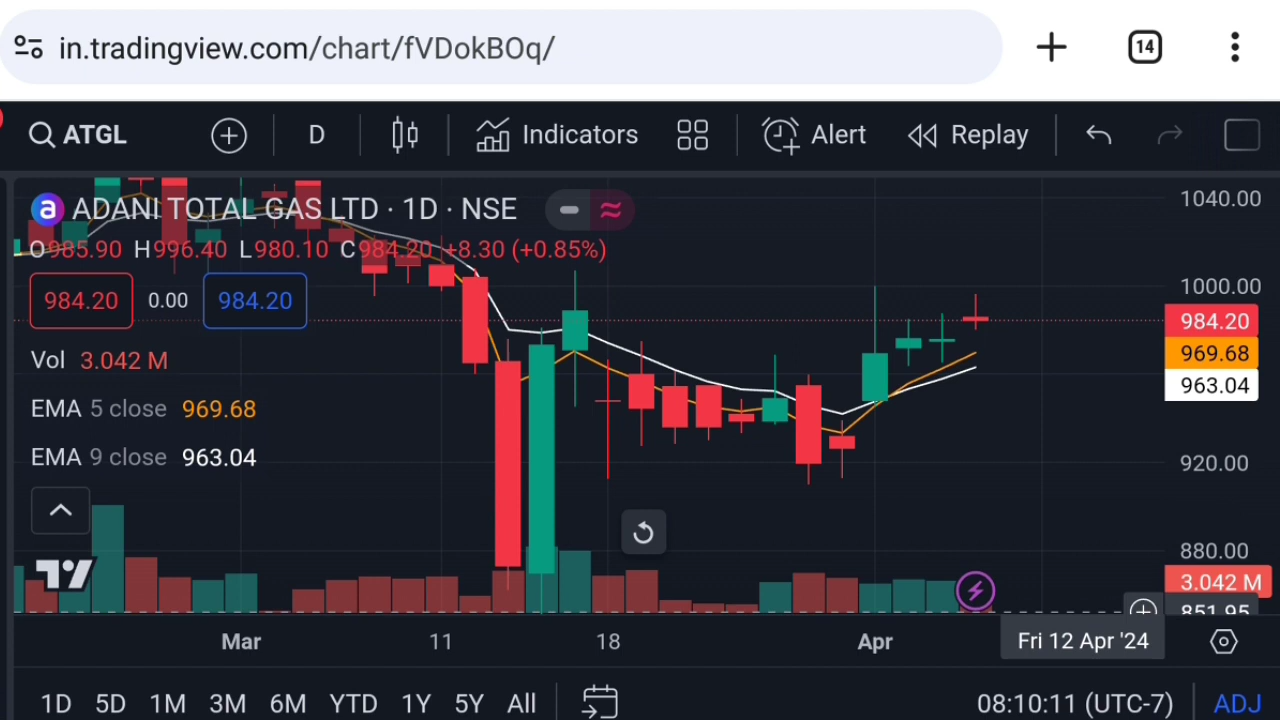 in.tradingview.com/chart/fVDokBOq/
14
ATGL
D
Indicators
Alert
Replay
a ADANI TOTAL GAS LTD · 1D · NSE
O985.90 H996.40 L980.10 C984.20 +8.30 (+0.85%)
984.20
0.00
984.20
Vol 3.042 M
EMA 5 close 969.68
EMA 9 close 963.04
1040.00
1000.00
984.20
969.68
963.04
920.00
880.00
3.042 M
851.95
Mar
11
18
Apr
Fri 12 Apr '24
1D 5D 1M 3M 6M YTD 1Y 5Y All
08:10:11 (UTC-7)
ADJ